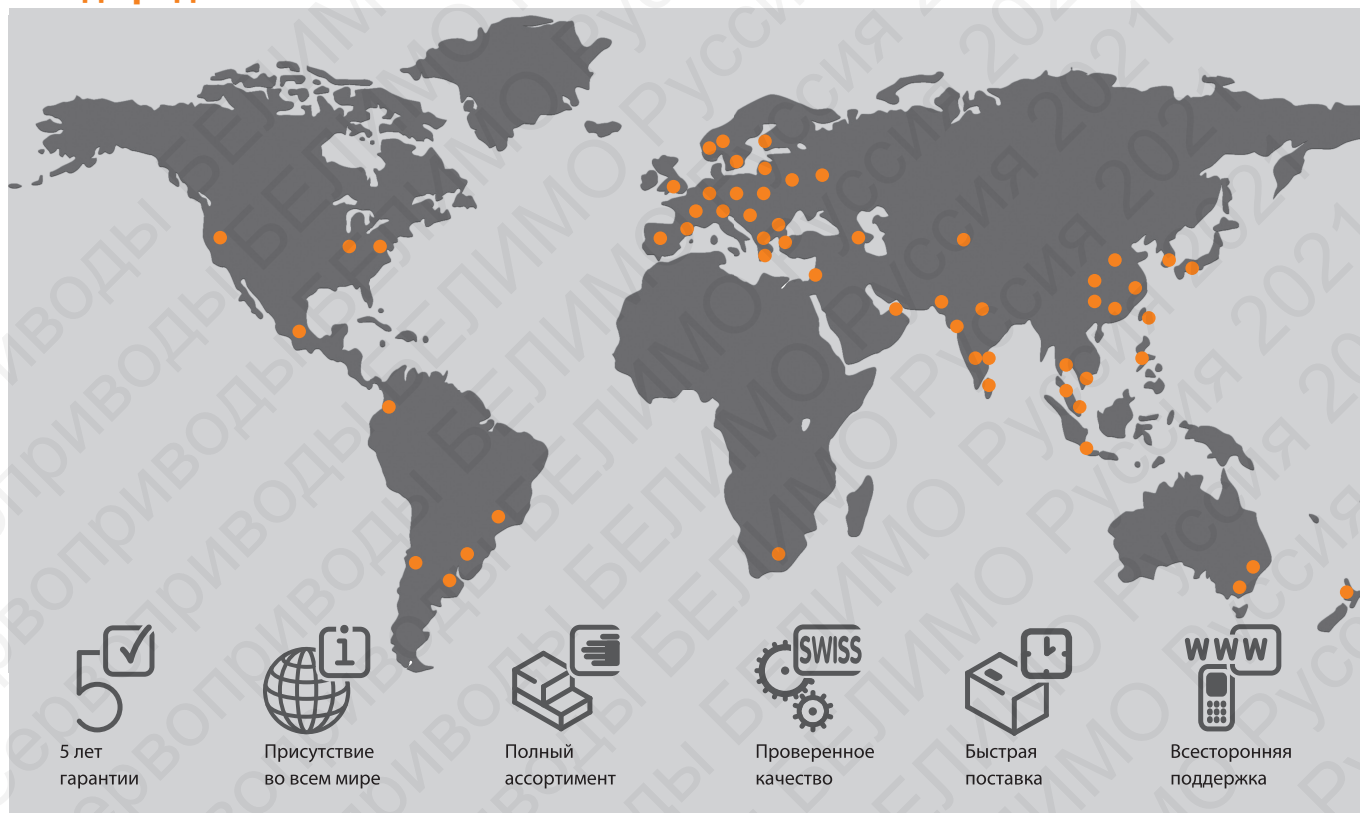 SWISS
WWW
5 лет
гарантии
Присутствие
во всем мире
Полный
ассортимент
Проверенное
качество
Быстрая
поставка
Всесторонняя
поддержка